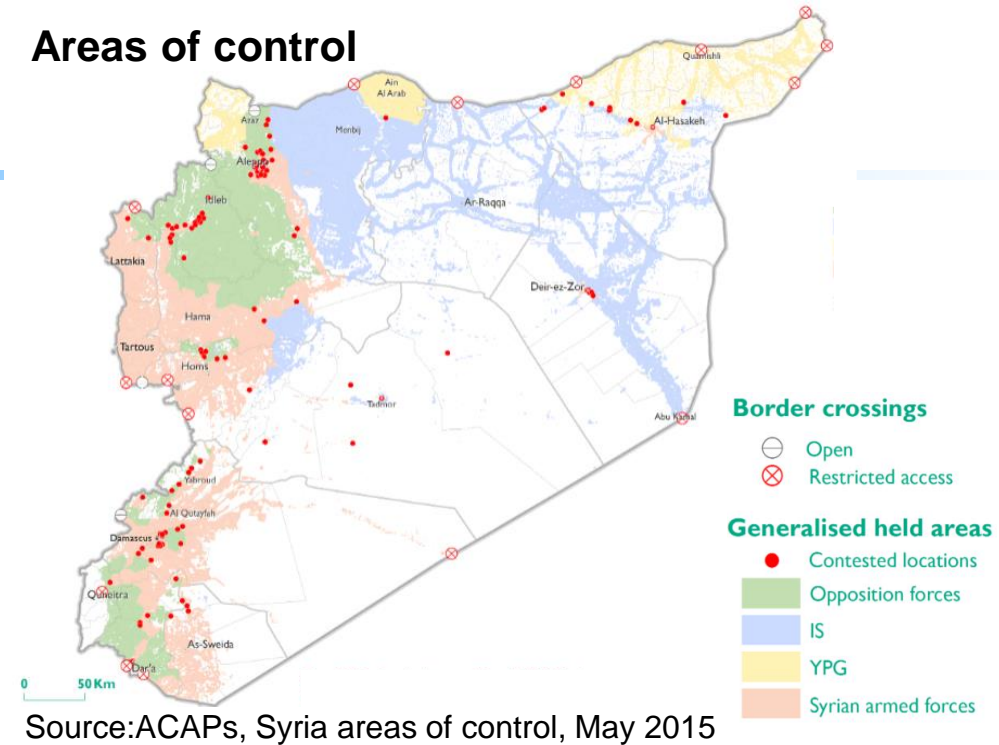 Areas of control
Quamishli
Ain
Al Arab
Azaz
Menbij
Al-Hasakeh
Aleppo
Idleb
Ar-Raqqa
Lattakia
Deir-ez-Zor
Hama
Tartous
Homs
Tadmor
Abu Kamal
Yabroud
Al Qutayfeh
Damascus
Quneitra
As-Sweida
Dar'a
Border crossings
Open
Restricted access
Generalised held areas
Contested locations
Opposition forces
IS
YPG
Syrian armed forces
0 50 Km
Source:ACAPs, Syria areas of control, May 2015